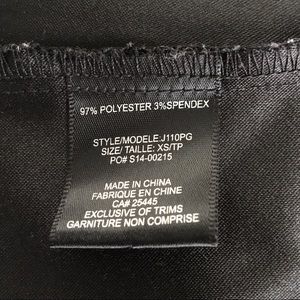 97% POLYESTER 3%SPENDEX
STYLE/MODELE:J110PG
SIZE/ TAILLE: XS/TP
PO# S14-00215
MADE IN CHINA
FABRIQUE EN CHINE
CA# 25445
EXCLUSIVE OF TRIMS
GARNITURE NON COMPRISE